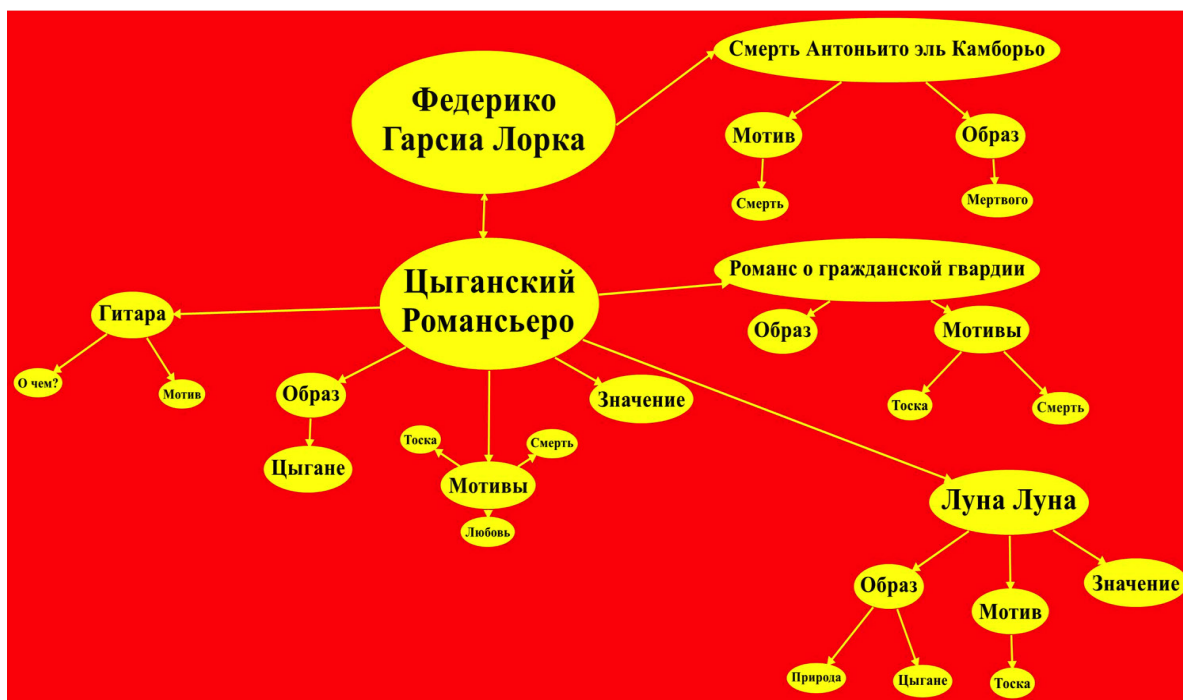 Федерико
Гарсиа Лорка
Смерть Антоньито эль Камборьо
Мотив
Образ
Смерть
Мертвого
Цыганский
Романсьеро
Романс о гражданской гвардии
Образ
Мотивы
Тоска
Смерть
Гитара
О чем?
Мотив
Образ
Цыгане
Тоска
Смерть
Мотивы
Любовь
Значение
Луна Луна
Образ
Мотив
Значение
Природа
Цыгане
Тоска